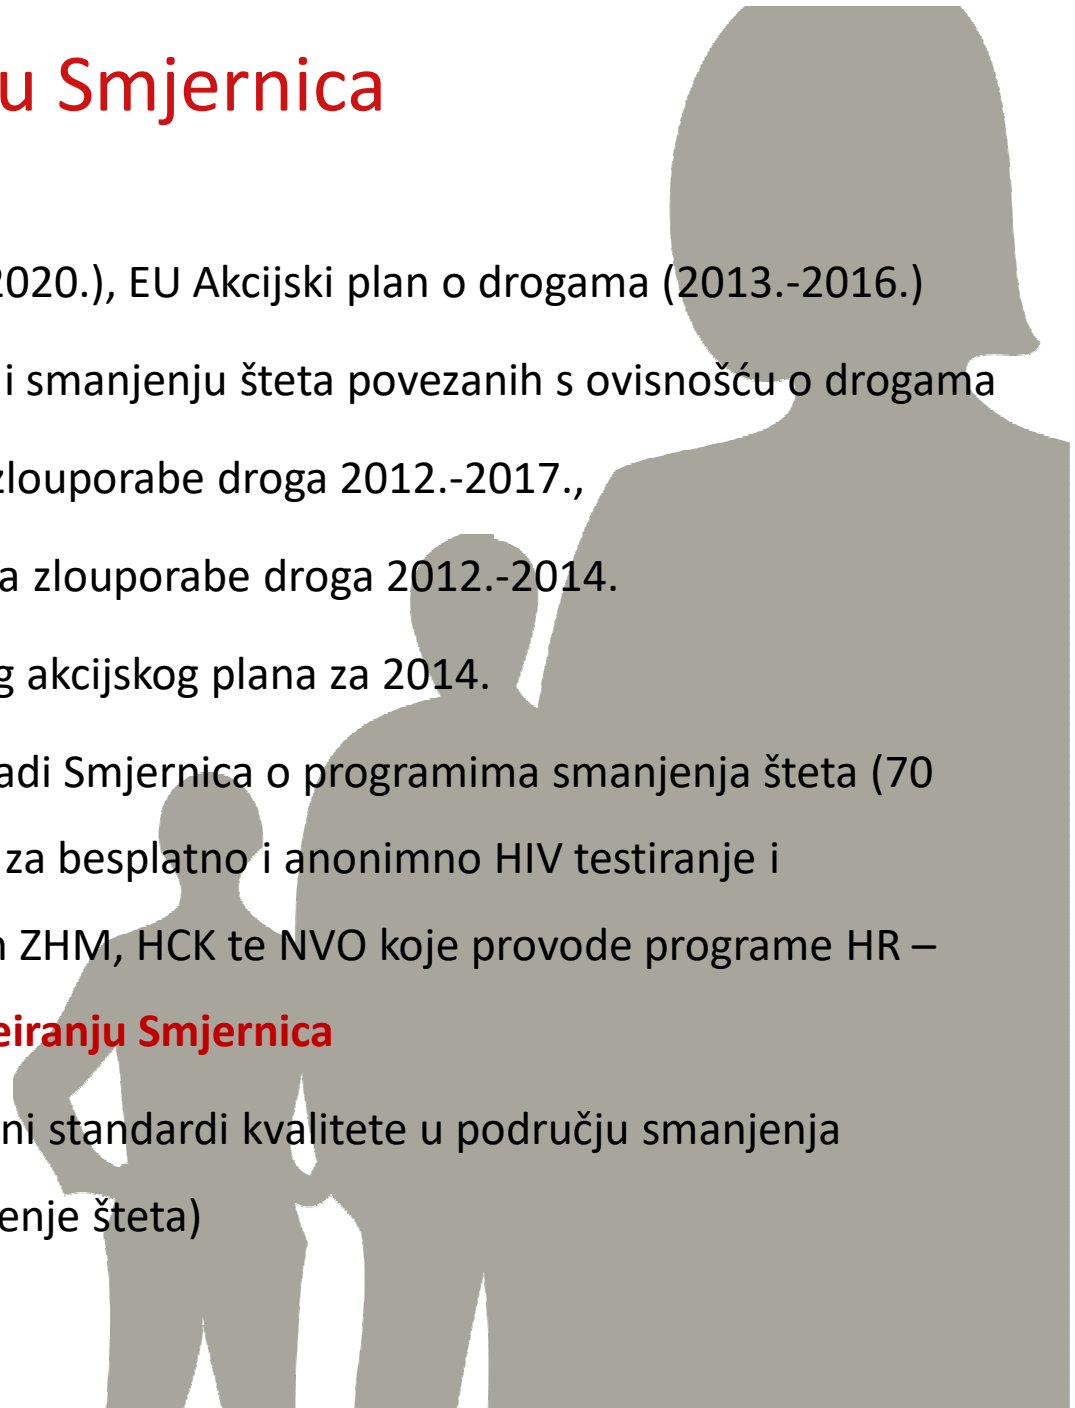 u Smjernica
2020.), EU Akcijski plan o drogama (2013.-2016.)
i smanjenju šteta povezanih s ovisnošću o drogama
zlouporabe droga 2012.-2017.,
a zlouporabe droga 2012.-2014.
g akcijskog plana za 2014.
adi Smjernica o programima smanjenja šteta (70
za besplatno i anonimno HIV testiranje i
n ZHM, HCK te NVO koje provode programe HR –
eiranju Smjernica
ni standardi kvalitete u području smanjenja
enje šteta)